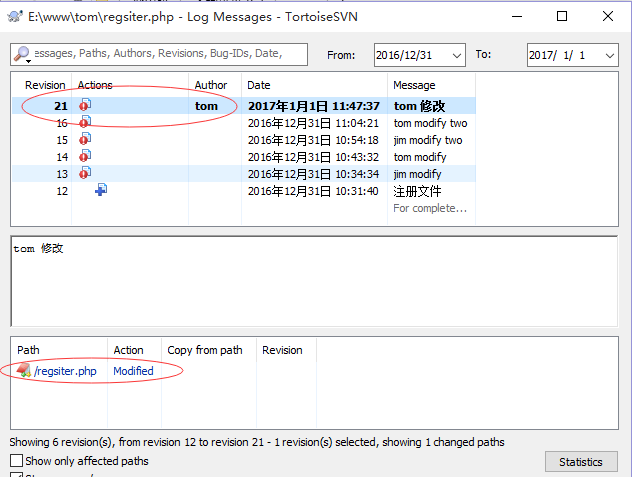 E:\www\tom\regsiter.php - Log Messages - TortoiseSVN
essages, Paths, Authors, Revisions, Bug-IDs, Date, From: 2016/12/31 To: 2017/ 1/ 1
Revision Actions Author Date Message
21 tom 2017年1月1日 11:47:37 tom 修改
16 2016年12月31日 11:04:21 tom modify two
15 2016年12月31日 10:54:18 jim modify two
14 2016年12月31日 10:43:32 tom modify
13 2016年12月31日 10:34:34 jim modify
12 2016年12月31日 10:31:40 注册文件
For complete...
tom 修改
Path Action Copy from path Revision
/regsiter.php Modified
Showing 6 revision(s), from revision 12 to revision 21 - 1 revision(s) selected, showing 1 changed paths
Show only affected paths
Statistics